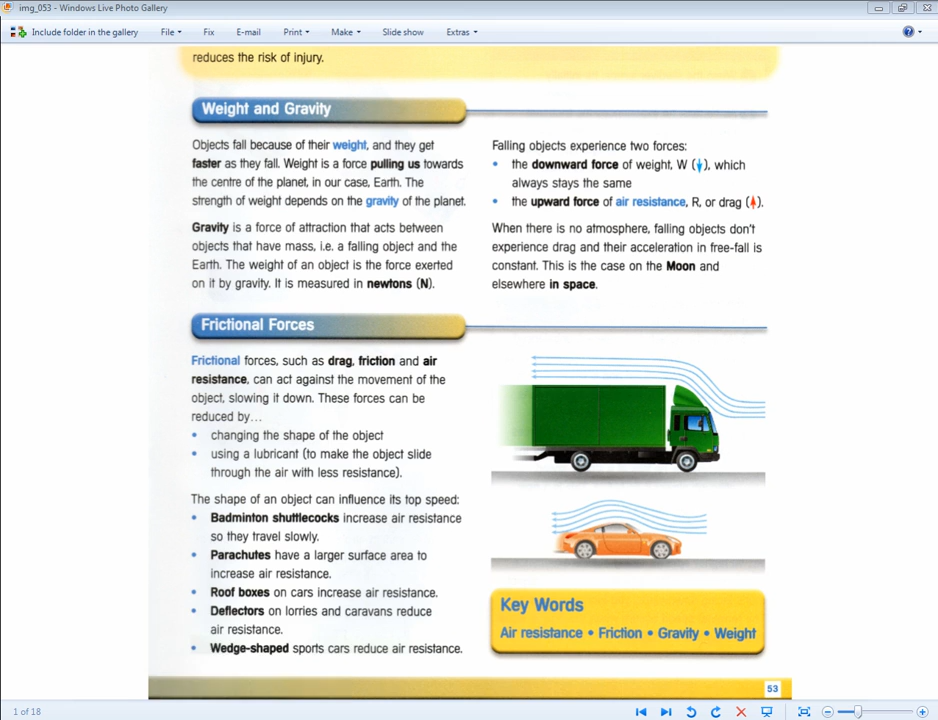 img_053 - Windows Live Photo Gallery
Include folder in the gallery File Fix E-mail Print Make Slide show Extras
reduces the risk of injury.
Weight and Gravity
Objects fall because of their weight, and they get
faster as they fall. Weight is a force pulling us towards
the centre of the planet, in our case, Earth. The
strength of weight depends on the gravity of the planet.
Gravity is a force of attraction that acts between
objects that have mass, i.e. a falling object and the
Earth. The weight of an object is the force exerted
on it by gravity. It is measured in newtons (N).
Falling objects experience two forces:
• the downward force of weight, W (↓), which
always stays the same
• the upward force of air resistance, R, or drag (↑).
When there is no atmosphere, falling objects don't
experience drag and their acceleration in free-fall is
constant. This is the case on the Moon and
elsewhere in space.
Frictional Forces
Frictional forces, such as drag, friction and air
resistance, can act against the movement of the
object, slowing it down. These forces can be
reduced by…
• changing the shape of the object
• using a lubricant (to make the object slide
through the air with less resistance).
The shape of an object can influence its top speed:
• Badminton shuttlecocks increase air resistance
so they travel slowly.
• Parachutes have a larger surface area to
increase air resistance.
• Roof boxes on cars increase air resistance.
• Deflectors on lorries and caravans reduce
air resistance.
• Wedge-shaped sports cars reduce air resistance.
Key Words
Air resistance • Friction • Gravity • Weight
53
1 of 18